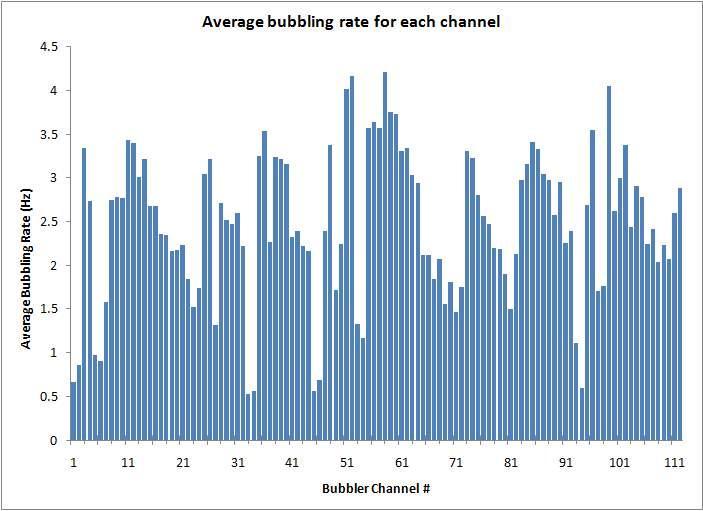 Average bubbling rate for each channel
4.5
4
3.5
3
2.5
2
1.5
1
0.5
0
Average Bubbling Rate (Hz)
1 11 21 31 41 51 61 71 81 91 101 111
Bubbler Channel #